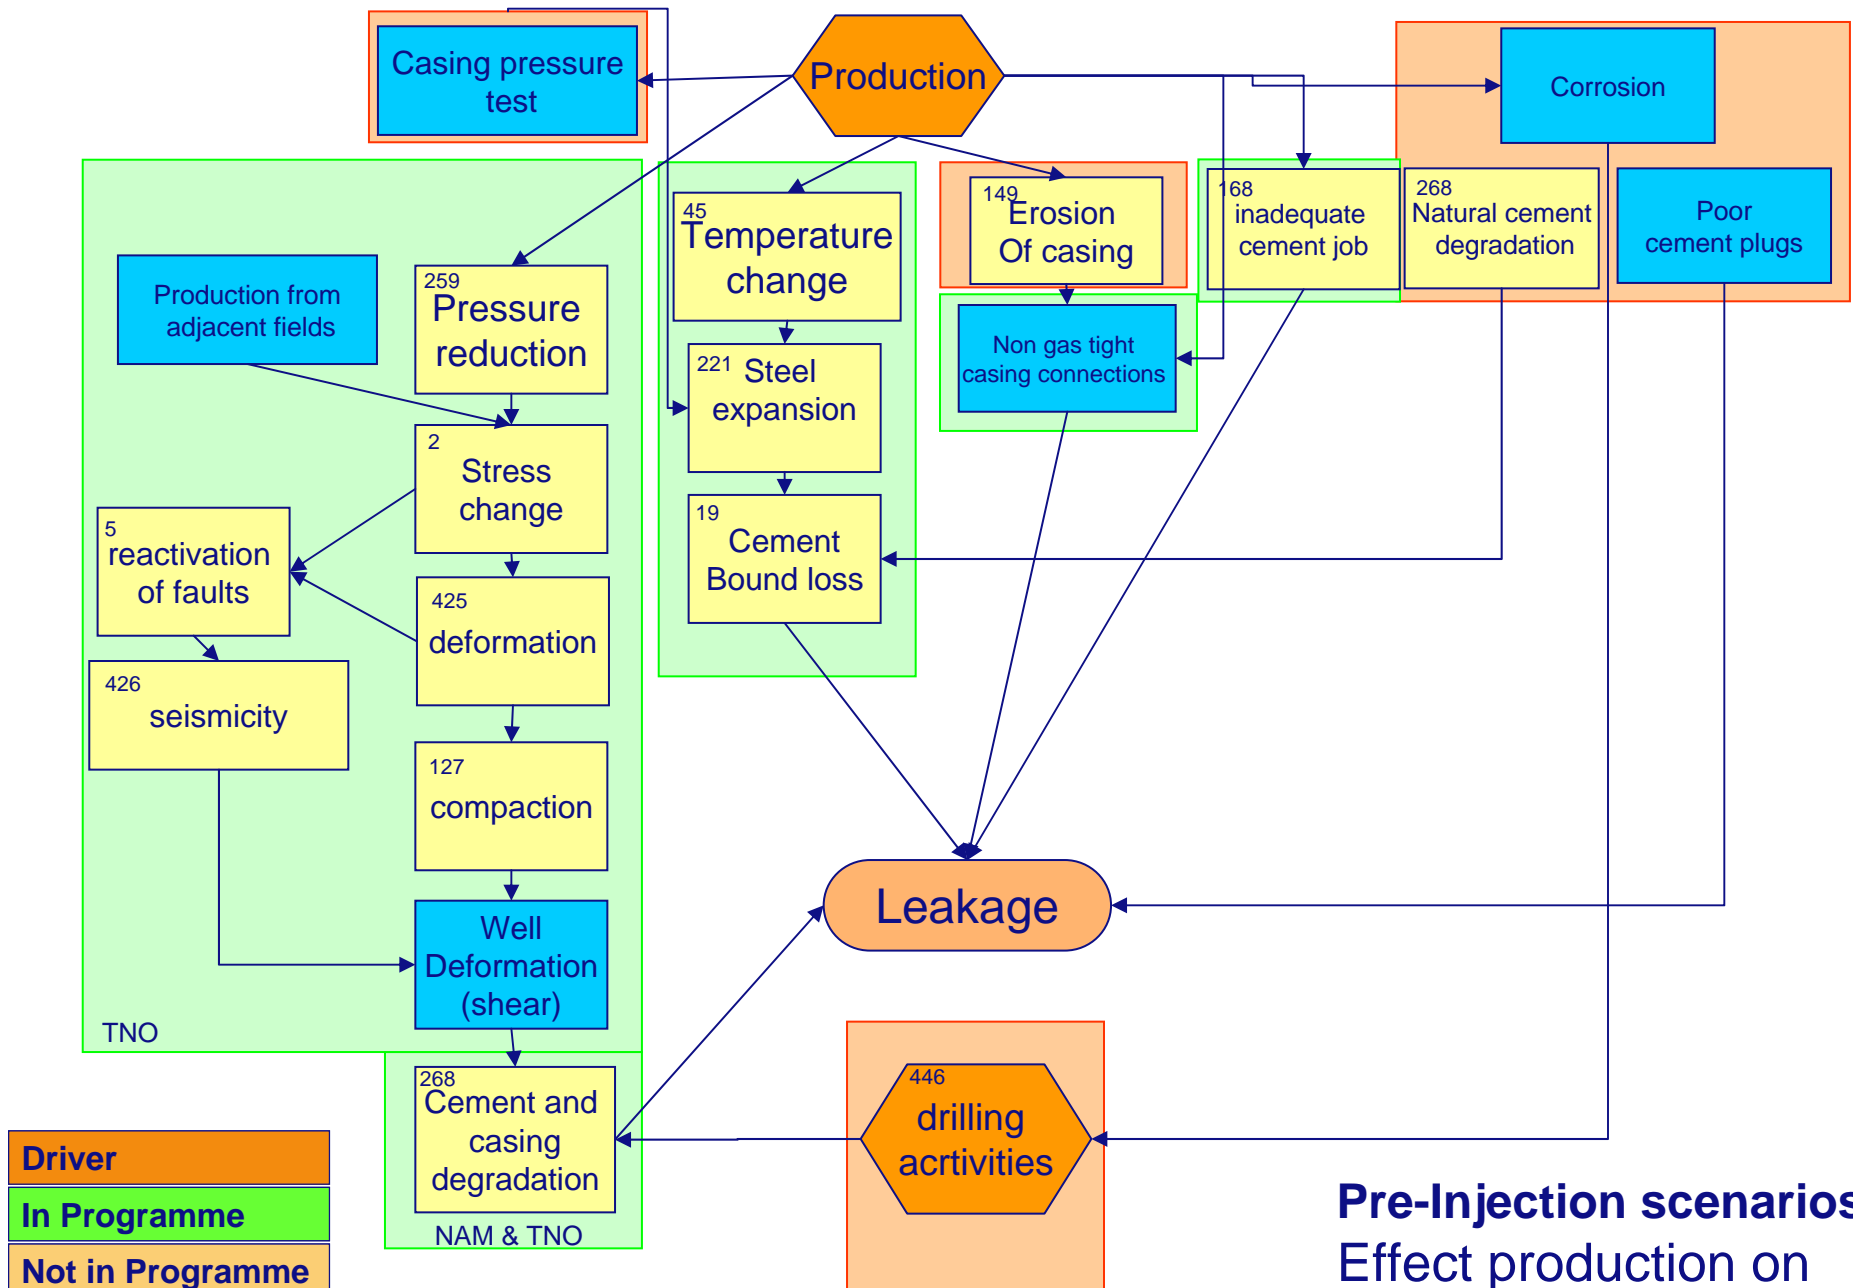 Casing pressure
test
Production
Corrosion
45
Temperature
change
149
Erosion
Of casing
168
inadequate
cement job
268
Natural cement
degradation
Poor
cement plugs
Production from
adjacent fields
259
Pressure
reduction
221
Steel
expansion
Non gas tight
casing connections
2
Stress
change
19
Cement
Bound loss
5
reactivation
of faults
425
deformation
426
seismicity
127
compaction
Well
Deformation
(shear)
Leakage
TNO
268
Cement and
casing
degradation
NAM & TNO
446
drilling
acrtivities
Driver
In Programme
Not in Programme
Pre-Injection scenarios
Effect production on